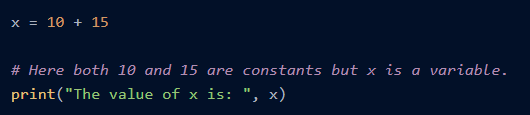 x = 10 + 15
# Here both 10 and 15 are constants but x is a variable.
print("The value of x is: ", x)